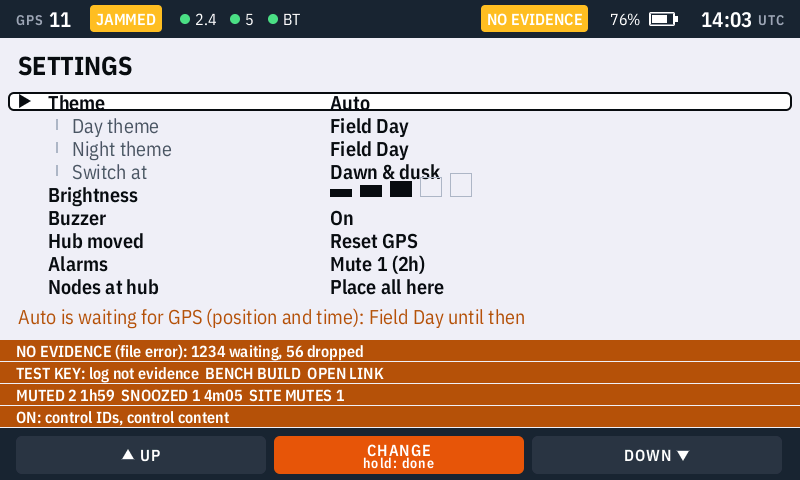 GPS 11 JAMMED 2.4 5 BT NO EVIDENCE 76% 14:03 UTC
SETTINGS
Theme Auto
Day theme Field Day
Night theme Field Day
Switch at Dawn & dusk
Brightness
Buzzer On
Hub moved Reset GPS
Alarms Mute 1 (2h)
Nodes at hub Place all here
Auto is waiting for GPS (position and time): Field Day until then
NO EVIDENCE (file error): 1234 waiting, 56 dropped
TEST KEY: log not evidence BENCH BUILD OPEN LINK
MUTED 2 1h59 SNOOZED 1 4m05 SITE MUTES 1
ON: control IDs, control content
▲ UP CHANGE DOWN ▼
hold: done